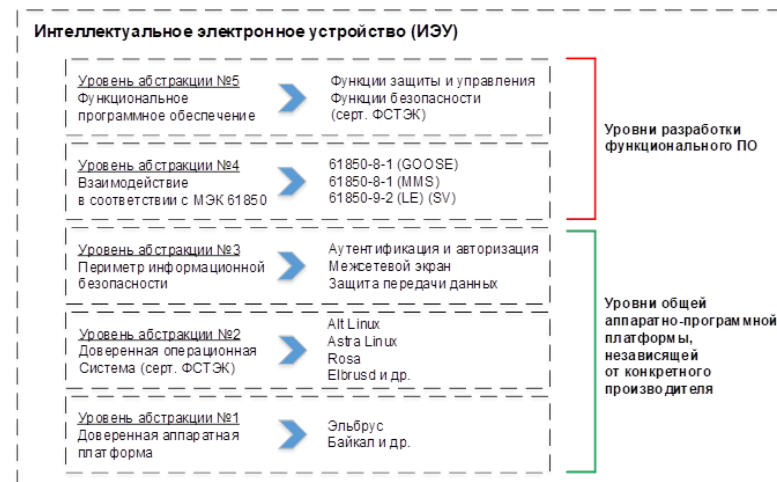 Интеллектуальное электронное устройство (ИЭУ)
Уровень абстракции №5
Функциональное
программное обеспечение
Функции защиты и управления
Функции безопасности
(серт. ФСТЭК)
Уровни разработки
функционального ПО
Уровень абстракции №4
Взаимодействие
в соответствии с МЭК 61850
61850-8-1 (GOOSE)
61850-8-1 (MMS)
61850-9-2 (LE) (SV)
Уровень абстракции №3
Периметр информационной
безопасности
Аутентификация и авторизация
Межсетевой экран
Защита передачи данных
Уровни общей
аппаратно-программной
платформы,
независящей
от конкретного
производителя
Уровень абстракции №2
Доверенная операционная
Система (серт. ФСТЭК)
Alt Linux
Astra Linux
Rosa
Elbrusd и др.
Уровень абстракции №1
Доверенная аппаратная
платформа
Эльбрус
Байкал и др.